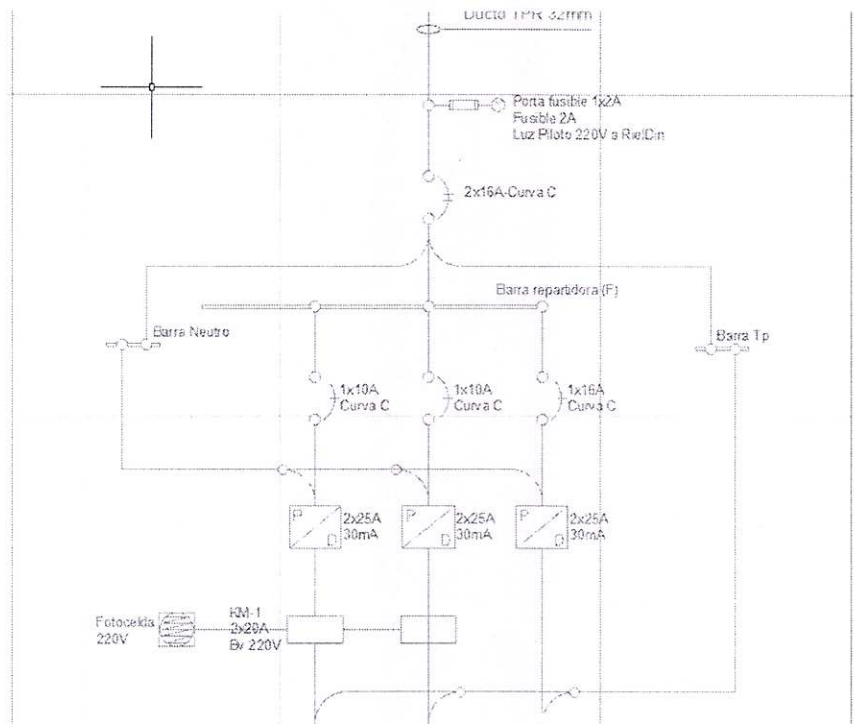 Ducto TPR 32mm
Porta fusible 1x2A
Fusible 2A
Luz Piloto 220V a RielDin
2x16A-Curva C
Barra repartidora (F)
Barra Neutro
Barra Tp
1x10A
Curva C
1x10A
Curva C
1x16A
Curva C
P
D
2x25A
30mA
P
D
2x25A
30mA
P
D
2x25A
30mA
Fotocelda
220V
KM-1
2x20A
Bv 220V